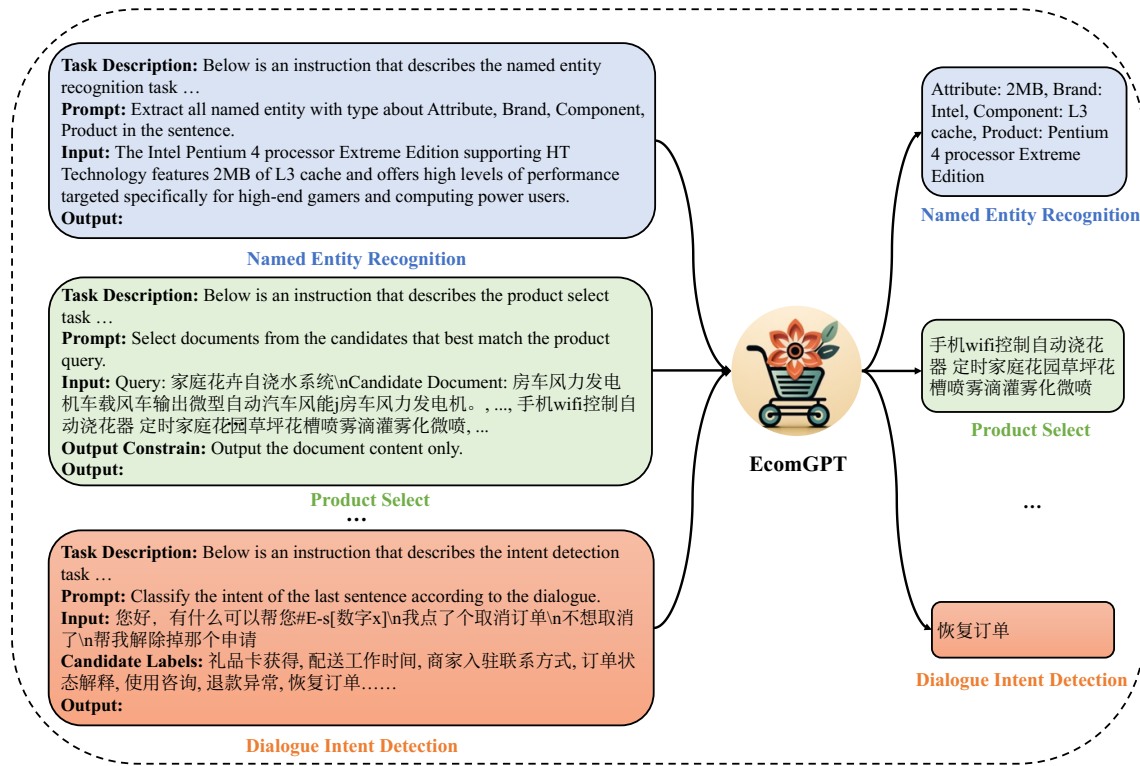 Task Description: Below is an instruction that describes the named entity
recognition task …
Prompt: Extract all named entity with type about Attribute, Brand, Component,
Product in the sentence.
Input: The Intel Pentium 4 processor Extreme Edition supporting HT
Technology features 2MB of L3 cache and offers high levels of performance
targeted specifically for high-end gamers and computing power users.
Output:
Named Entity Recognition
Task Description: Below is an instruction that describes the product select
task …
Prompt: Select documents from the candidates that best match the product
query.
Input: Query: 家庭花卉自浇水系统\nCandidate Document: 房车风力发电
机车载风车输出微型自动汽车风能j房车风力发电机。, ..., 手机wifi控制自
动浇花器 定时家庭花园草坪花槽喷雾滴灌雾化微喷, ...
Output Constrain: Output the document content only.
Output:
Product Select
...
Task Description: Below is an instruction that describes the intent detection
task …
Prompt: Classify the intent of the last sentence according to the dialogue.
Input: 您好，有什么可以帮您#E-s[数字x]\n我点了个取消订单\n不想取消
了\n帮我解除掉那个申请
Candidate Labels: 礼品卡获得, 配送工作时间, 商家入驻联系方式, 订单状
态解释, 使用咨询, 退款异常, 恢复订单……
Output:
Dialogue Intent Detection
EcomGPT
Attribute: 2MB, Brand:
Intel, Component: L3
cache, Product: Pentium
4 processor Extreme
Edition
Named Entity Recognition
手机wifi控制自动浇花
器 定时家庭花园草坪花
槽喷雾滴灌雾化微喷
Product Select
...
恢复订单
Dialogue Intent Detection